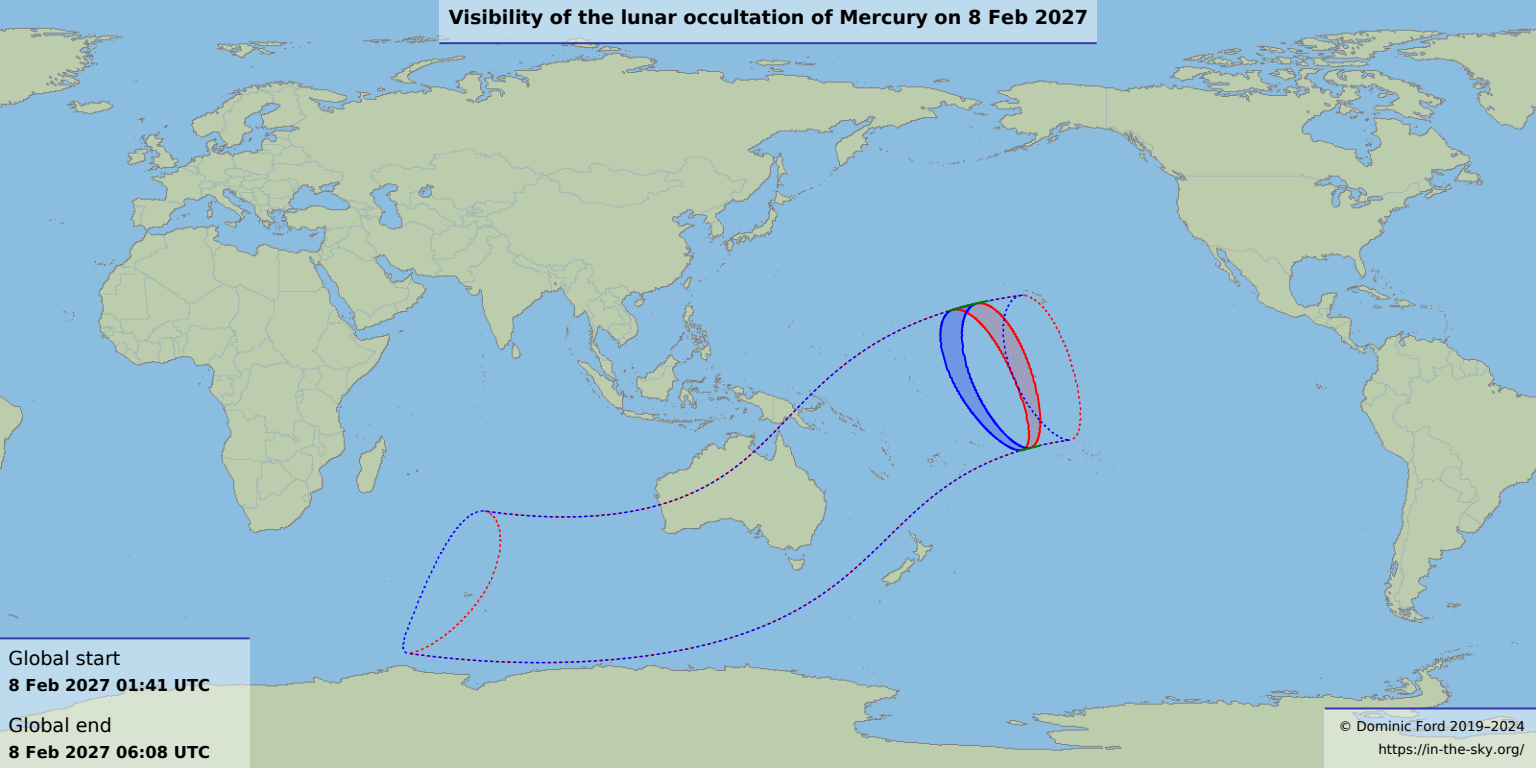 Visibility of the lunar occultation of Mercury on 8 Feb 2027
Global start
8 Feb 2027 01:41 UTC
Global end
8 Feb 2027 06:08 UTC
© Dominic Ford 2019–2024
https://in-the-sky.org/